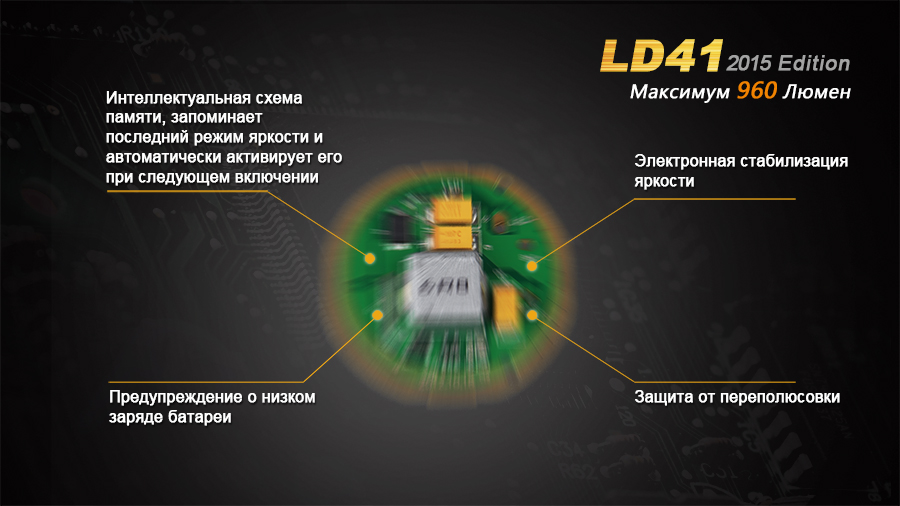 LD41 2015 Edition
Максимум 960 Люмен
Интеллектуальная схема
памяти, запоминает
последний режим яркости и
автоматически активирует его
при следующем включении
Электронная стабилизация
яркости
Предупреждение о низком
заряде батареи
Защита от переполюсовки